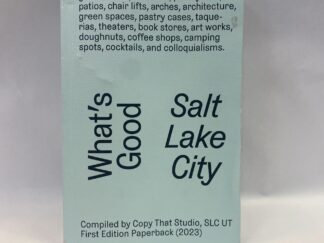 patios, chair lifts, arches, architecture,
green spaces, pastry cases, taque-
rias, theaters, book stores, art works,
doughnuts, coffee shops, camping
spots, cocktails, and colloquialisms.
What's
Good
Salt
Lake
City
Compiled by Copy That Studio, SLC UT
First Edition Paperback (2023)